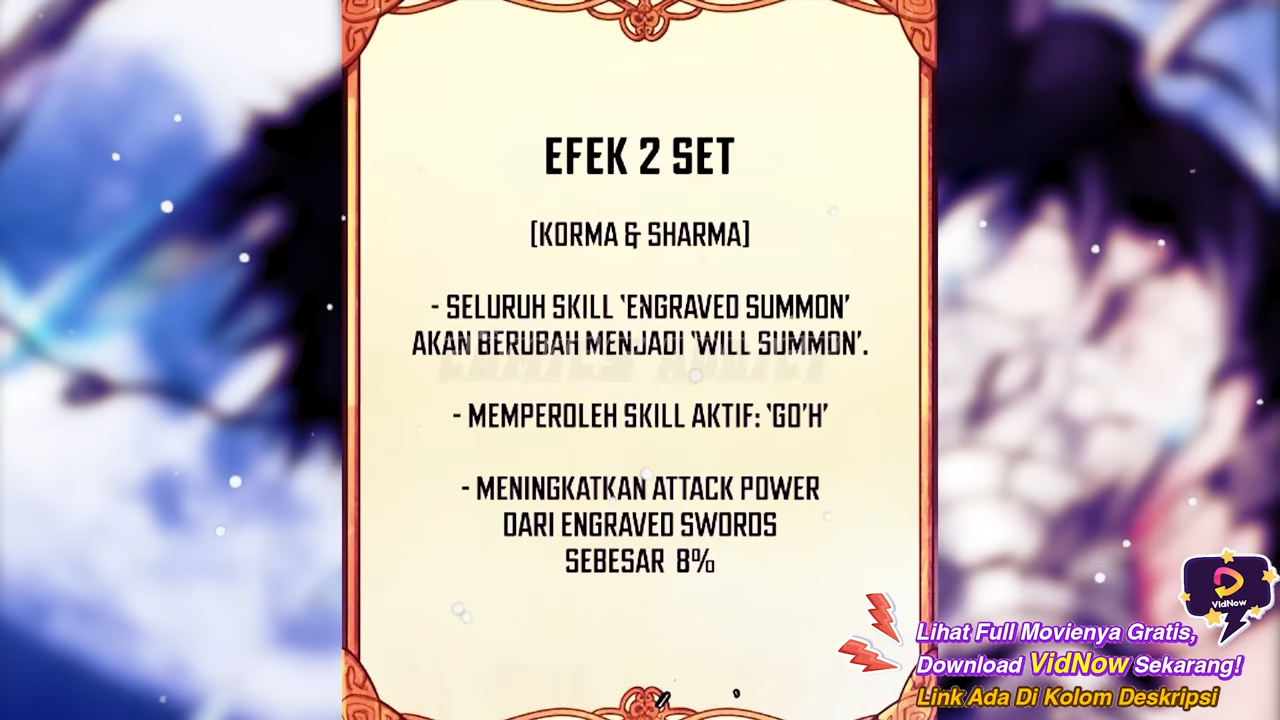 EFEK 2 SET
[KORMA & SHARMA]
- SELURUH SKILL 'ENGRAVED SUMMON'
AKAN BERUBAH MENJADI 'WILL SUMMON'.
- MEMPEROLEH SKILL AKTIF: 'GO'H'
- MENINGKATKAN ATTACK POWER
DARI ENGRAVED SWORDS
SEBESAR 8%
VidNow
Lihat Full Movienya Gratis,
Download VidNow Sekarang!
Link Ada Di Kolom Deskripsi